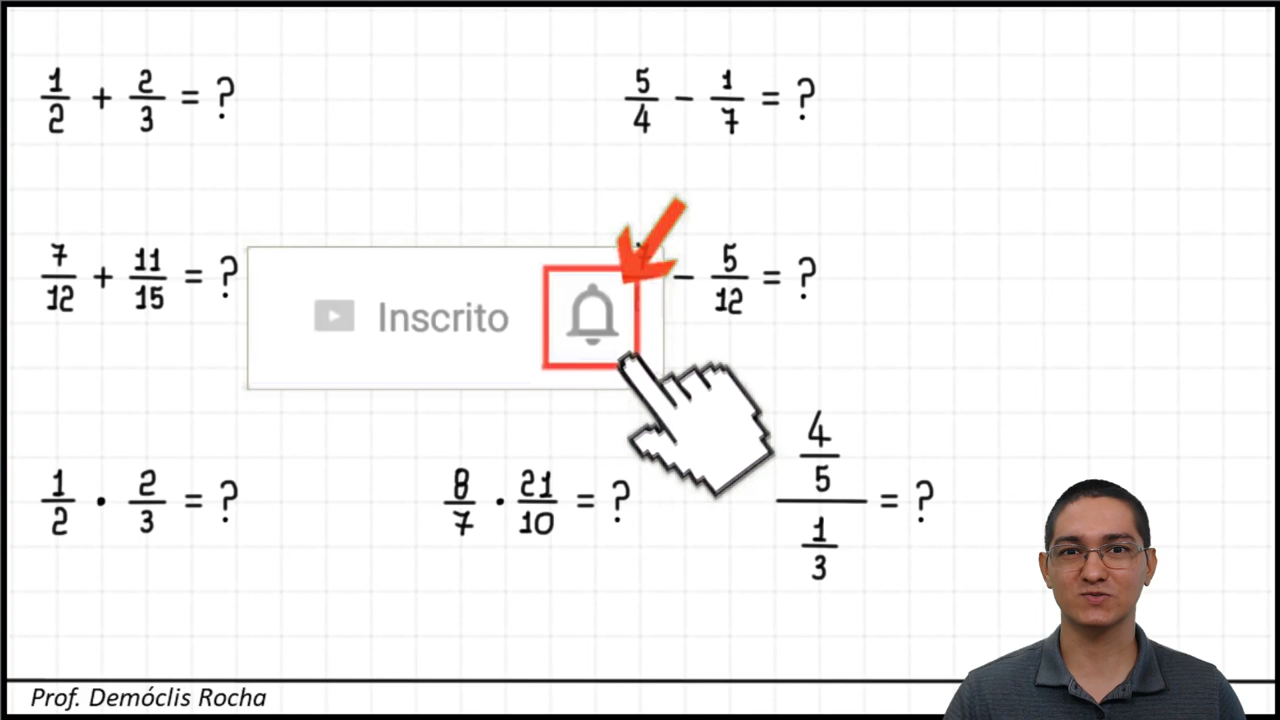 1/2 + 2/3 = ?
5/4 - 1/7 = ?
7/12 + 11/15 = ?
- 5/12 = ?
Inscrito
1/2 · 2/3 = ?
8/7 · 21/10 = ?
4/5 / 1/3 = ?
Prof. Demóclis Rocha